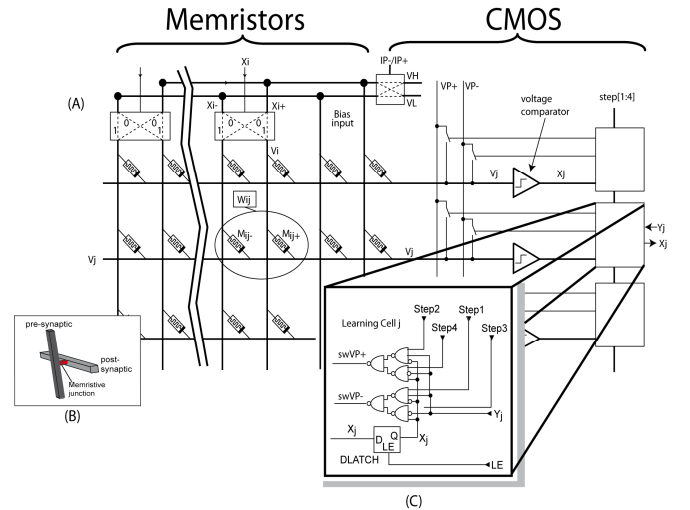 Memristors
CMOS
(A)
Xi
Xi
IP-/IP+
VH
VL
VP+ VP-
voltage
comparator
step[1:4]
1 0 0 1
1 0 0 1
Xi-
Xi+
Bias
input
Vi
Vj
Xj
Wij
Mij-
Mij+
Vj
Vj
Yj
Xj
(B)
pre-synaptic
post-
synaptic
Memristive
junction
Learning Cell j
Step2
Step1
Step4
Step3
swVP+
swVP-
Yj
Xj
D Q
LE
Xj
DLATCH
LE
(C)